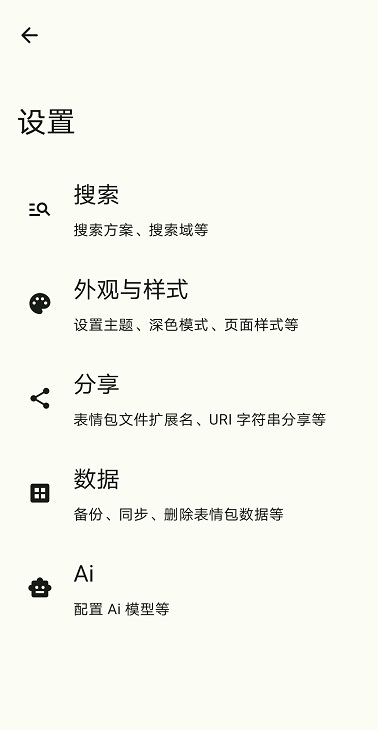 设置
搜索
搜索方案、搜索域等
外观与样式
设置主题、深色模式、页面样式等
分享
表情包文件扩展名、URI 字符串分享等
数据
备份、同步、删除表情包数据等
Ai
配置 Ai 模型等